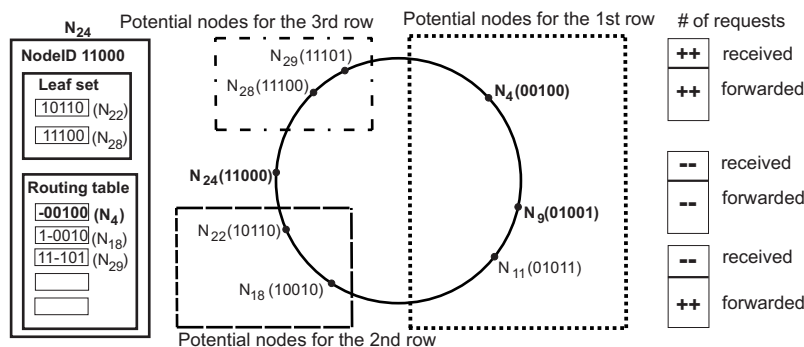 N24
NodeID 11000
Leaf set
10110 (N22)
11100 (N28)
Routing table
-00100 (N4)
1-0010 (N18)
11-101 (N29)
Potential nodes for the 3rd row
N29(11101)
N28(11100)
N24(11000)
N22(10110)
N18(10010)
Potential nodes for the 2nd row
Potential nodes for the 1st row
N4(00100)
N9(01001)
N11(01011)
# of requests
++ received
++ forwarded
-- received
-- forwarded
-- received
++ forwarded